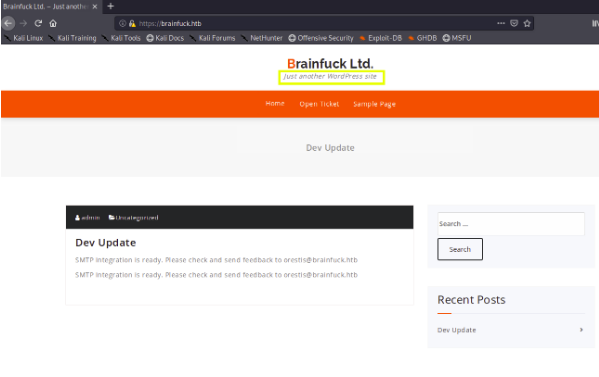 Brainfuck Ltd. – Just anothe
https://brainfuck.htb
Kali Linux Kali Training Kali Tools Kali Docs Kali Forums NetHunter Offensive Security Exploit-DB GHDB MSFU
Brainfuck Ltd.
Just another WordPress site
Home Open Ticket Sample Page
Dev Update
admin Uncategorized
Dev Update
SMTP Integration is ready. Please check and send feedback to orestis@brainfuck.htb
SMTP Integration is ready. Please check and send feedback to orestis@brainfuck.htb
Search ...
Search
Recent Posts
Dev Update